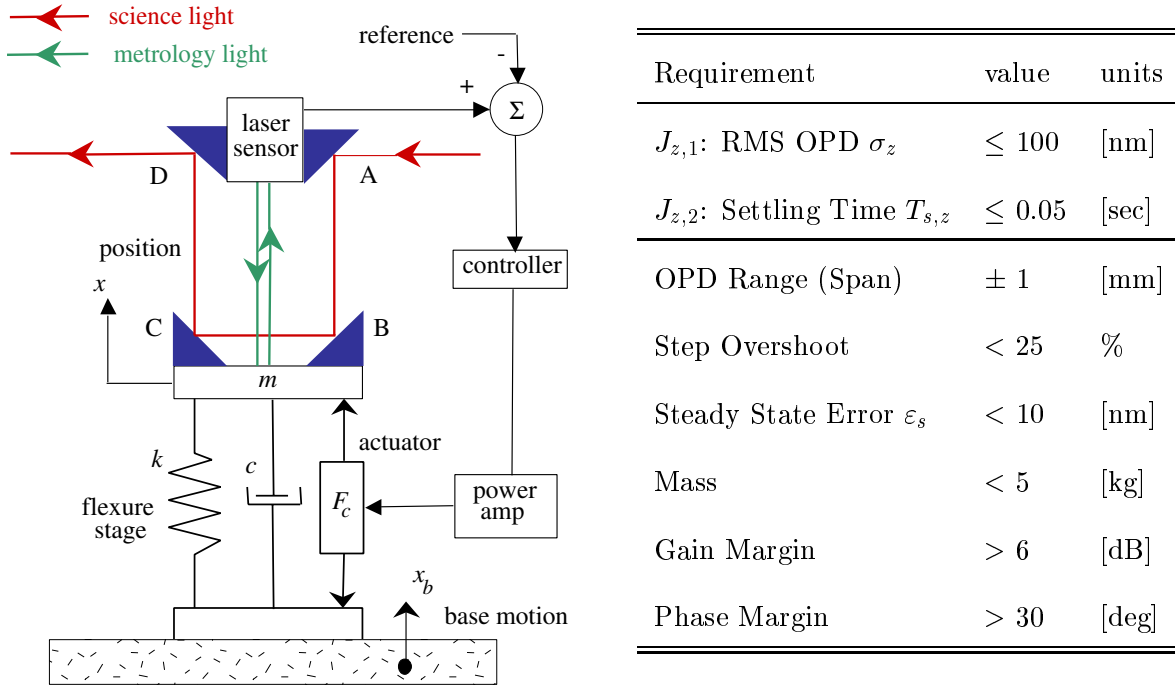 science light
metrology light
reference
-
+
Σ
laser
sensor
D
A
position
controller
x
C
B
m
actuator
k
c
flexure
stage
F_c
power
amp
x_b
base motion
Requirement value units
J_{z,1}: RMS OPD σ_z ≤ 100 [nm]
J_{z,2}: Settling Time T_{s,z} ≤ 0.05 [sec]
OPD Range (Span) ± 1 [mm]
Step Overshoot < 25 %
Steady State Error ε_s < 10 [nm]
Mass < 5 [kg]
Gain Margin > 6 [dB]
Phase Margin > 30 [deg]